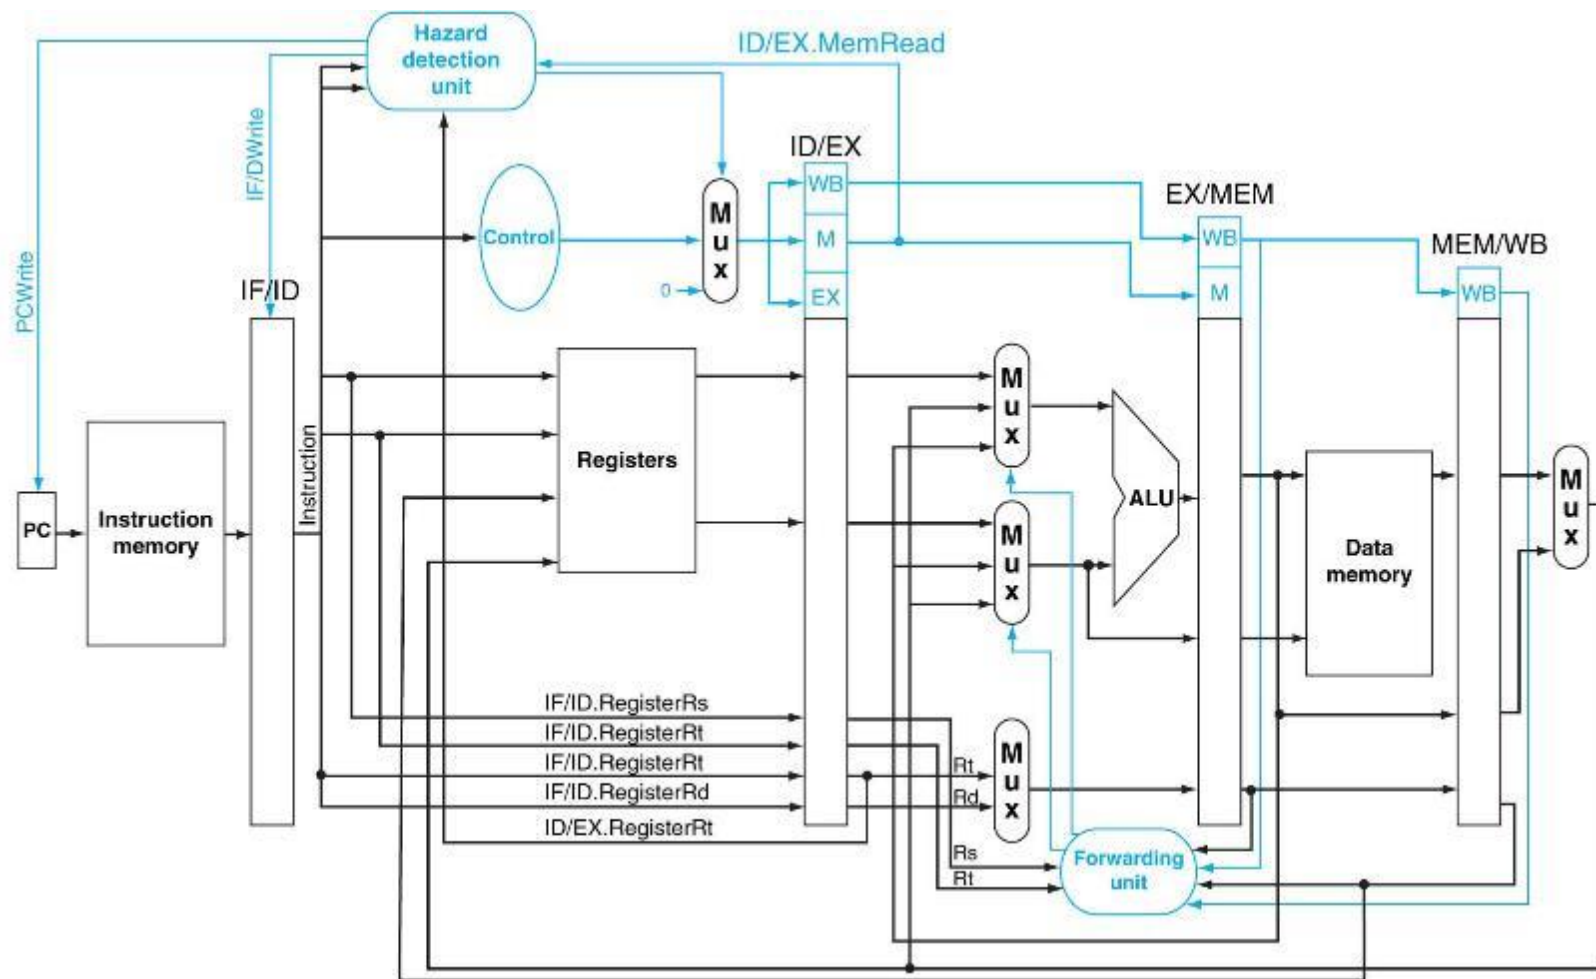 Hazard
detection
unit
ID/EX.MemRead
IF/DWrite
PCWrite
ID/EX
WB
M
EX
Control
M
u
x
0
EX/MEM
WB
M
MEM/WB
WB
IF/ID
Instruction
PC
Instruction
memory
Registers
M
u
x
M
u
x
ALU
Data
memory
M
u
x
IF/ID.RegisterRs
IF/ID.RegisterRt
IF/ID.RegisterRt
IF/ID.RegisterRd
ID/EX.RegisterRt
Rt
Rd
M
u
x
Rs
Rt
Forwarding
unit